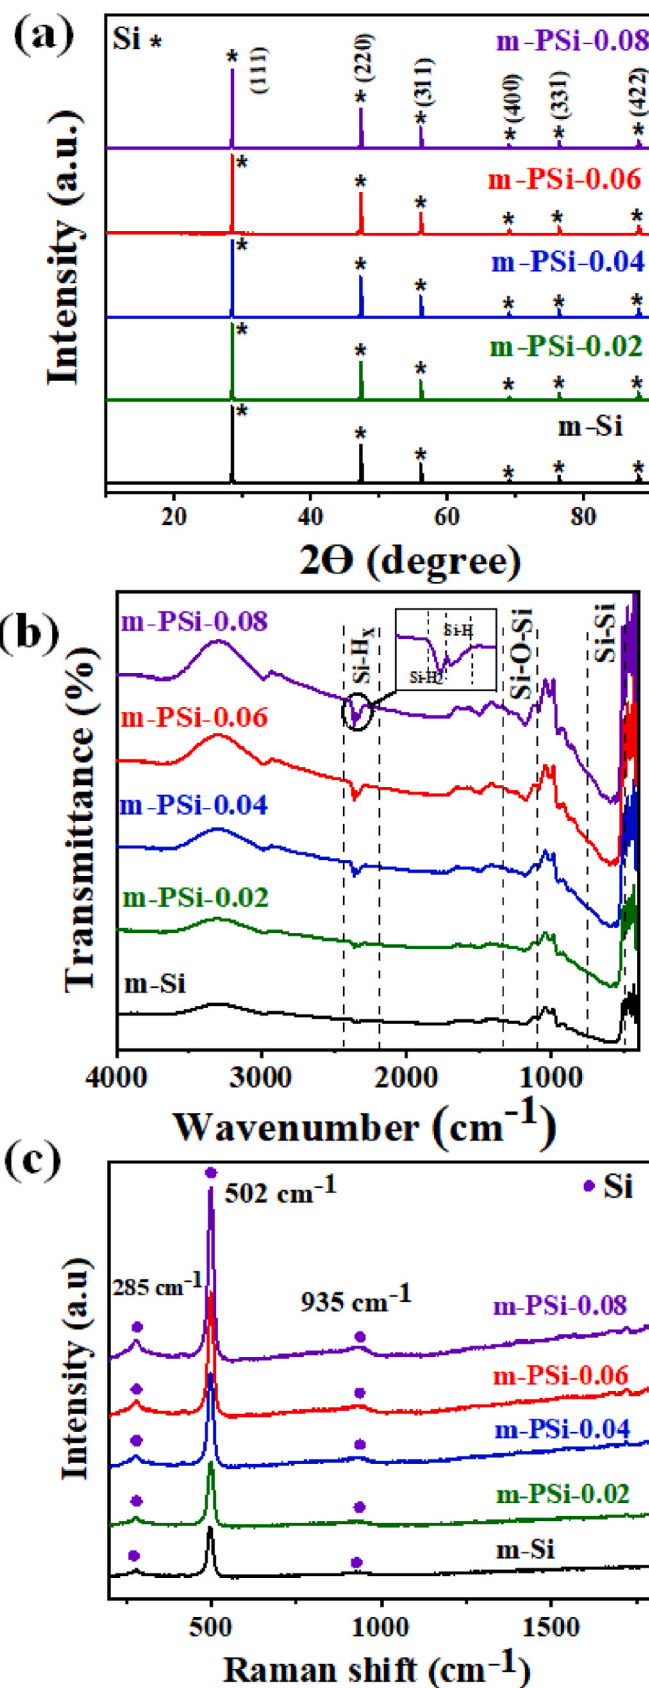 (a)
Si *
m-PSi-0.08
(111)
(220)
(311)
(400)
(331)
(422)
m-PSi-0.06
m-PSi-0.04
m-PSi-0.02
m-Si
Intensity (a.u.)
20 40 60 80
2Θ (degree)
(b)
m-PSi-0.08
m-PSi-0.06
m-PSi-0.04
m-PSi-0.02
m-Si
Si-Hx
Si-H
Si-H2
Si-O-Si
Si-Si
Transmittance (%)
4000 3000 2000 1000
Wavenumber (cm-1)
(c)
502 cm-1
Si
285 cm-1
935 cm-1
m-PSi-0.08
m-PSi-0.06
m-PSi-0.04
m-PSi-0.02
m-Si
Intensity (a.u)
500 1000 1500
Raman shift (cm-1)